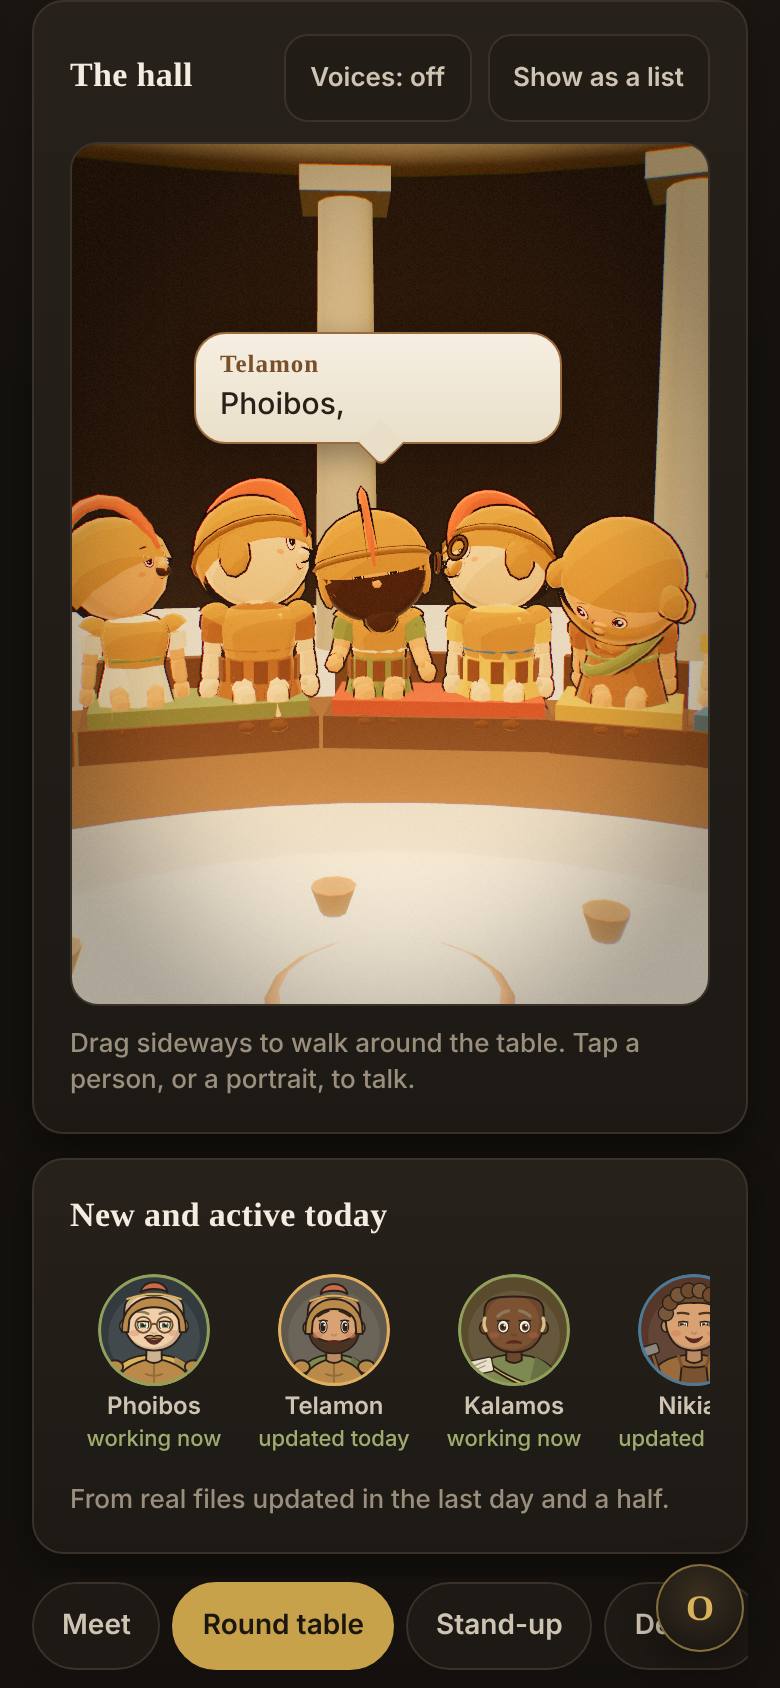 The hall
Voices: off
Show as a list
Telamon
Phoibos,
Drag sideways to walk around the table. Tap a
person, or a portrait, to talk.
New and active today
Phoibos
working now
Telamon
updated today
Kalamos
working now
updated
From real files updated in the last day and a half.
Meet
Round table
Stand-up
O